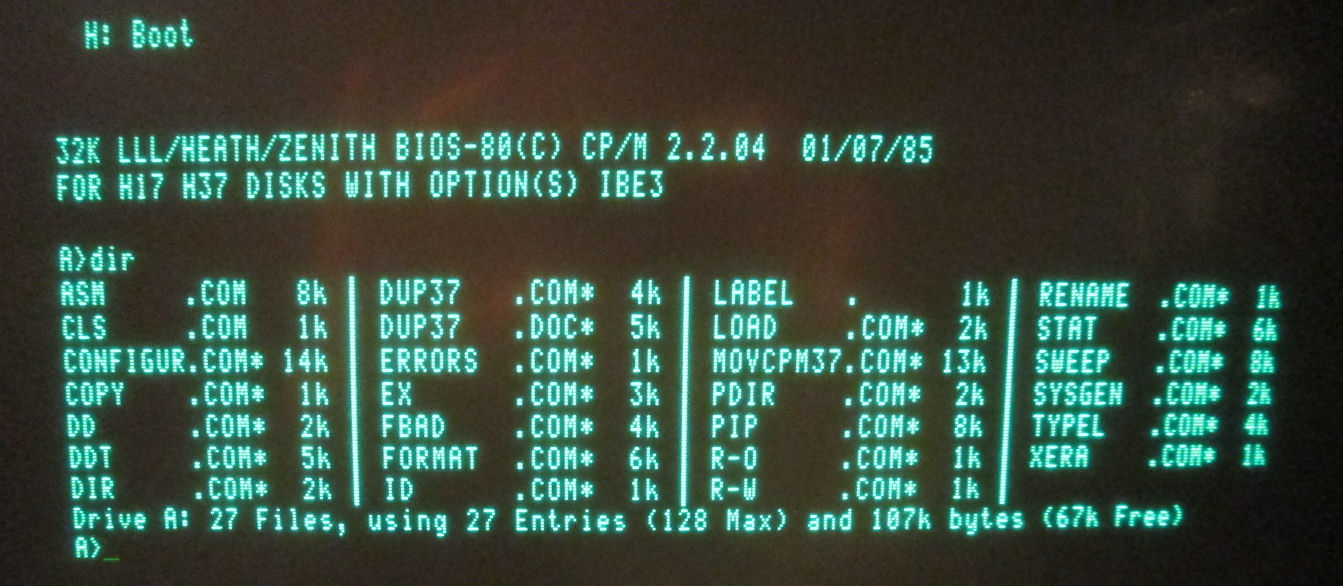 H: Boot
32K LLL/HEATH/ZENITH BIOS-80(C) CP/M 2.2.04  01/07/85
FOR H17 H37 DISKS WITH OPTION(S) IBE3
A>dir
ASM     .COM   8k | DUP37   .COM*  4k | LABEL   .      1k | RENAME  .COM*  1k
CLS     .COM   1k | DUP37   .DOC*  5k | LOAD    .COM*  2k | STAT    .COM*  6k
CONFIGUR.COM* 14k | ERRORS  .COM*  1k | MOVCPM37.COM* 13k | SWEEP   .COM*  8k
COPY    .COM*  1k | EX      .COM*  3k | PDIR    .COM*  2k | SYSGEN  .COM*  2k
DD      .COM*  2k | FBAD    .COM*  4k | PIP     .COM*  8k | TYPEL   .COM*  4k
DDT     .COM*  5k | FORMAT  .COM*  6k | R-O     .COM*  1k | XERA    .COM*  1k
DIR     .COM*  2k | ID      .COM*  1k | R-W     .COM*  1k |
Drive A: 27 Files, using 27 Entries (128 Max) and 107k bytes (67k Free)
A>_